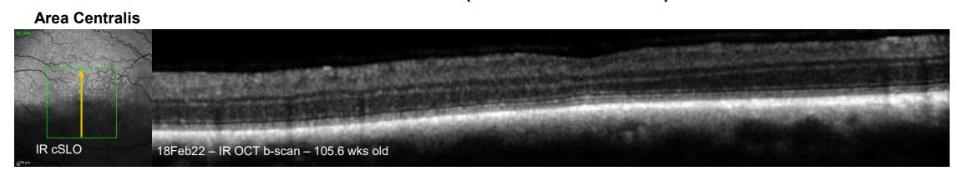 Area Centralis
IR cSLO
18Feb22 – IR OCT b-scan – 105.6 wks old